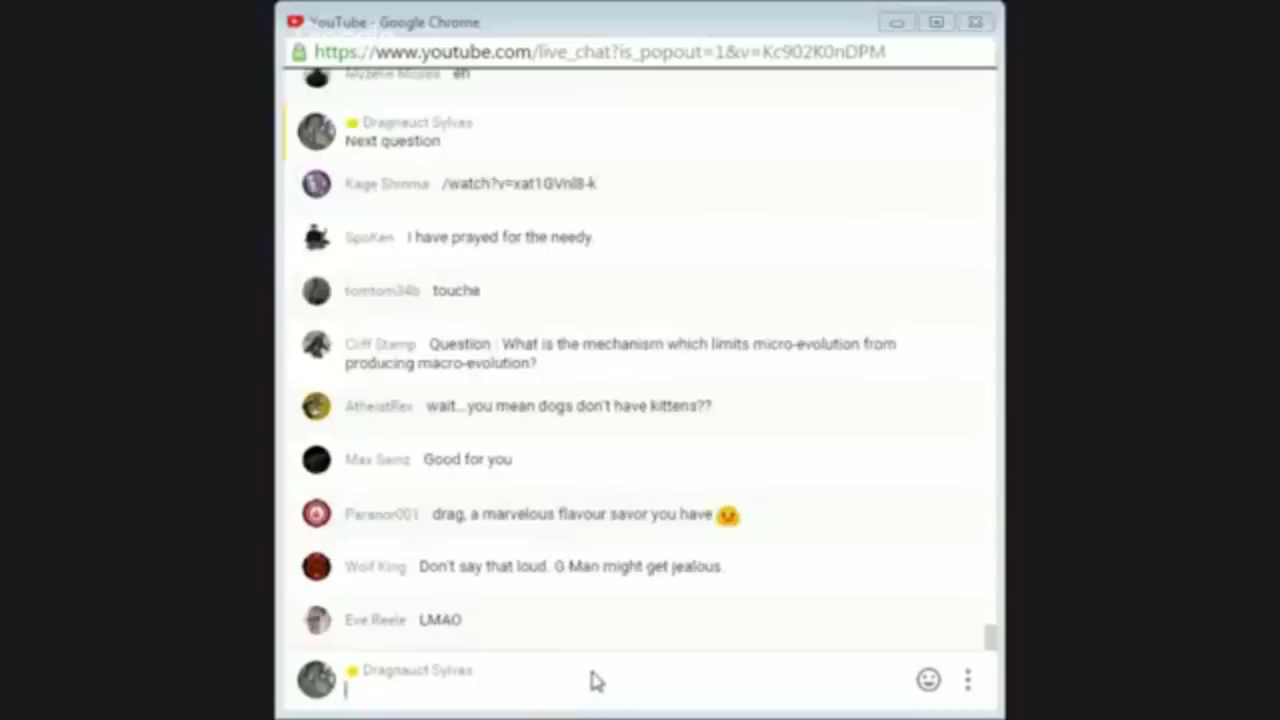 YouTube - Google Chrome
https://www.youtube.com/live_chat?is_popout=1&v=Kc902K0nDPM
eh
Dragnauct Sylvas
Next question
Kage Shinma /watch?v=xat1GVnl8-k
SpoKen I have prayed for the needy.
tomtom34b touche
Cliff Stamp Question : What is the mechanism which limits micro-evolution from
producing macro-evolution?
AtheistRex wait...you mean dogs don't have kittens??
Max Samz Good for you
Paranor001 drag, a marvelous flavour savor you have
Wolf King Don't say that loud. G Man might get jealous.
Eve Reele LMAO
Dragnauct Sylvas